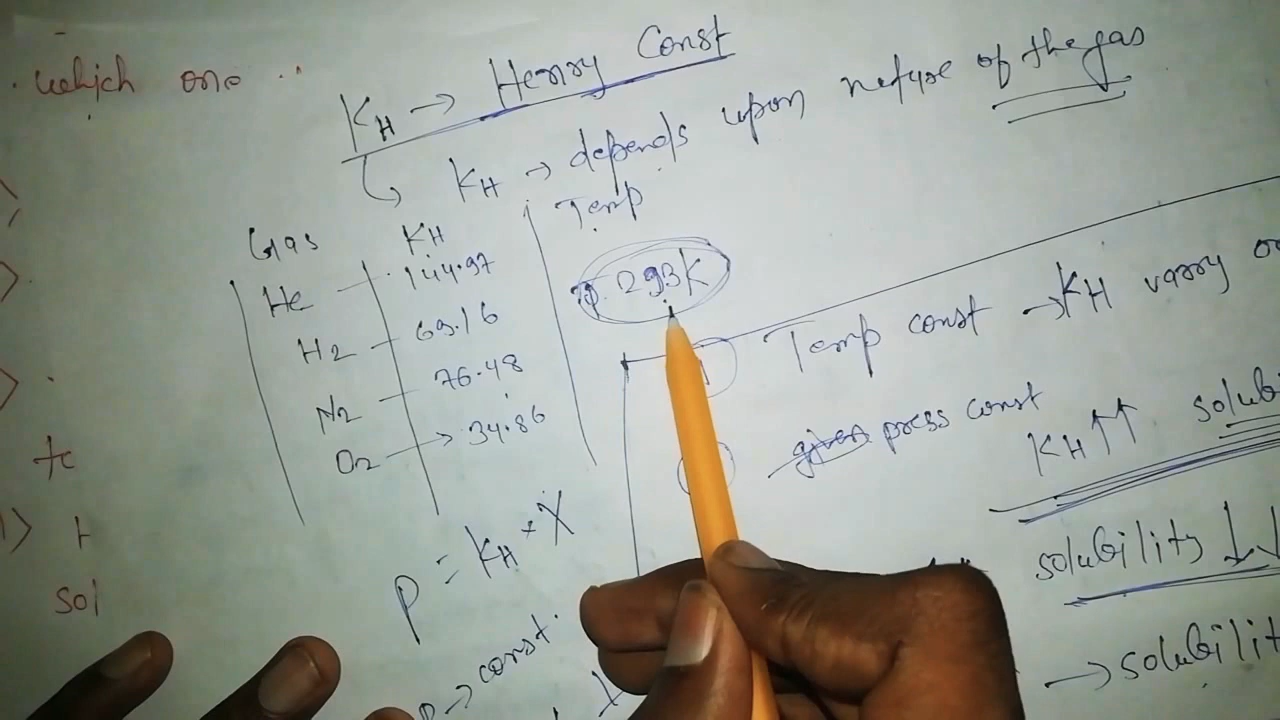 which one
KH → Henry Const
KH → depends upon nature of the gas
Temp
Gas KH
He 144.97
H2 69.16
N2 76.48
O2 → 34.86
293K
Temp const → KH varry
press const
KH ↑↑
solubility ↓↓
P = KH * X
P → const.
→ solubilit
sol